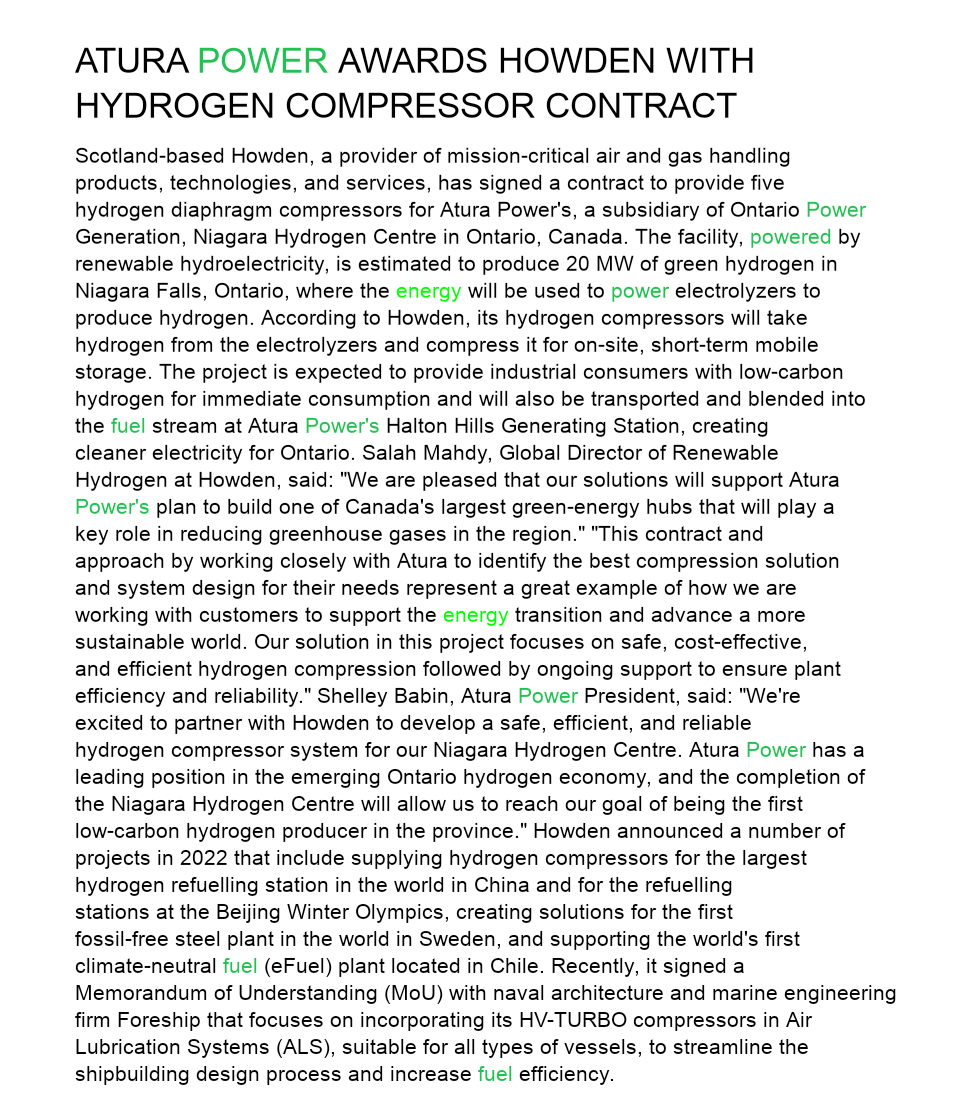 ATURA POWER AWARDS HOWDEN WITH
HYDROGEN COMPRESSOR CONTRACT
Scotland-based Howden, a provider of mission-critical air and gas handling
products, technologies, and services, has signed a contract to provide five
hydrogen diaphragm compressors for Atura Power's, a subsidiary of Ontario Power
Generation, Niagara Hydrogen Centre in Ontario, Canada. The facility, powered by
renewable hydroelectricity, is estimated to produce 20 MW of green hydrogen in
Niagara Falls, Ontario, where the energy will be used to power electrolyzers to
produce hydrogen. According to Howden, its hydrogen compressors will take
hydrogen from the electrolyzers and compress it for on-site, short-term mobile
storage. The project is expected to provide industrial consumers with low-carbon
hydrogen for immediate consumption and will also be transported and blended into
the fuel stream at Atura Power's Halton Hills Generating Station, creating
cleaner electricity for Ontario. Salah Mahdy, Global Director of Renewable
Hydrogen at Howden, said: "We are pleased that our solutions will support Atura
Power's plan to build one of Canada's largest green-energy hubs that will play a
key role in reducing greenhouse gases in the region." "This contract and
approach by working closely with Atura to identify the best compression solution
and system design for their needs represent a great example of how we are
working with customers to support the energy transition and advance a more
sustainable world. Our solution in this project focuses on safe, cost-effective,
and efficient hydrogen compression followed by ongoing support to ensure plant
efficiency and reliability." Shelley Babin, Atura Power President, said: "We're
excited to partner with Howden to develop a safe, efficient, and reliable
hydrogen compressor system for our Niagara Hydrogen Centre. Atura Power has a
leading position in the emerging Ontario hydrogen economy, and the completion of
the Niagara Hydrogen Centre will allow us to reach our goal of being the first
low-carbon hydrogen producer in the province." Howden announced a number of
projects in 2022 that include supplying hydrogen compressors for the largest
hydrogen refuelling station in the world in China and for the refuelling
stations at the Beijing Winter Olympics, creating solutions for the first
fossil-free steel plant in the world in Sweden, and supporting the world's first
climate-neutral fuel (eFuel) plant located in Chile. Recently, it signed a
Memorandum of Understanding (MoU) with naval architecture and marine engineering
firm Foreship that focuses on incorporating its HV-TURBO compressors in Air
Lubrication Systems (ALS), suitable for all types of vessels, to streamline the
shipbuilding design process and increase fuel efficiency.